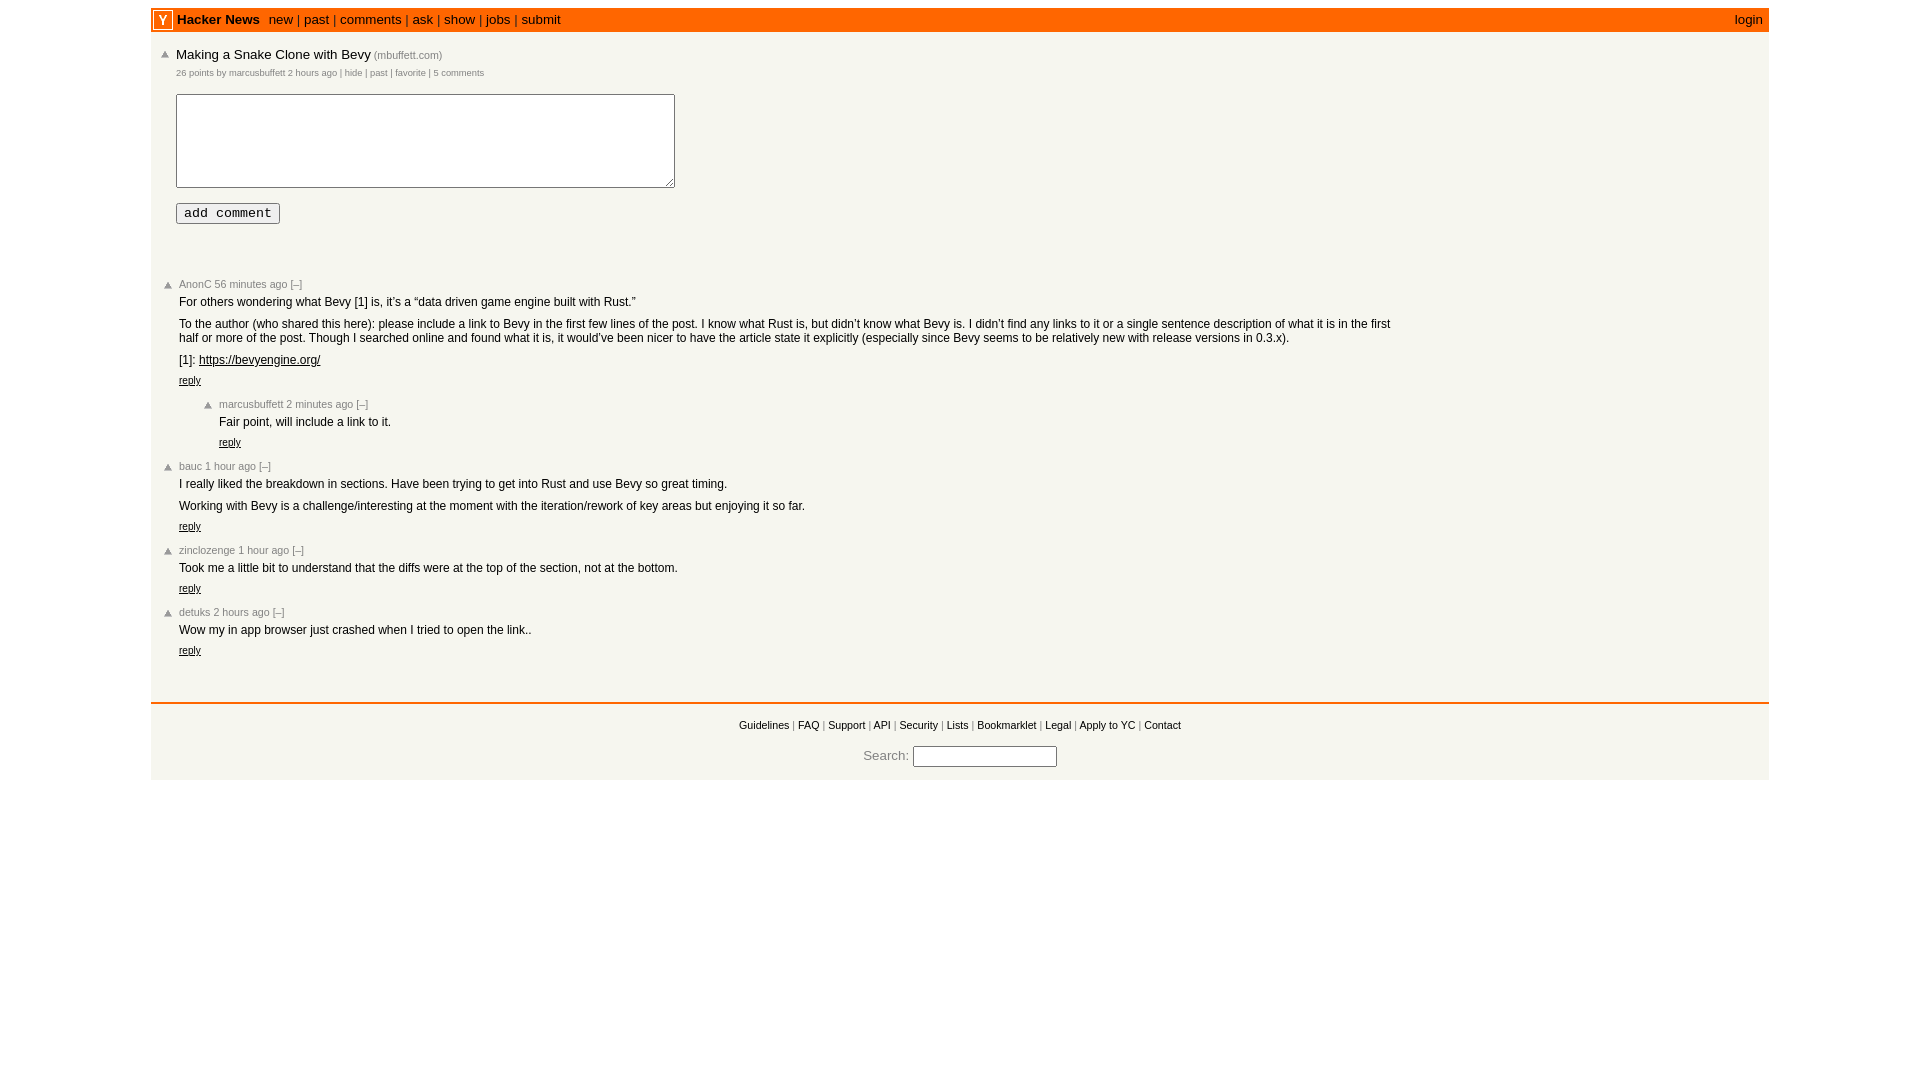 Y Hacker News new | past | comments | ask | show | jobs | submit login
Making a Snake Clone with Bevy (mbuffett.com)
26 points by marcusbuffett 2 hours ago | hide | past | favorite | 5 comments
add comment
AnonC 56 minutes ago [–]
For others wondering what Bevy [1] is, it’s a “data driven game engine built with Rust.”
To the author (who shared this here): please include a link to Bevy in the first few lines of the post. I know what Rust is, but didn’t know what Bevy is. I didn’t find any links to it or a single sentence description of what it is in the first
half or more of the post. Though I searched online and found what it is, it would’ve been nicer to have the article state it explicitly (especially since Bevy seems to be relatively new with release versions in 0.3.x).
[1]: https://bevyengine.org/
reply
marcusbuffett 2 minutes ago [–]
Fair point, will include a link to it.
reply
bauc 1 hour ago [–]
I really liked the breakdown in sections. Have been trying to get into Rust and use Bevy so great timing.
Working with Bevy is a challenge/interesting at the moment with the iteration/rework of key areas but enjoying it so far.
reply
zinclozenge 1 hour ago [–]
Took me a little bit to understand that the diffs were at the top of the section, not at the bottom.
reply
detuks 2 hours ago [–]
Wow my in app browser just crashed when I tried to open the link..
reply
Guidelines | FAQ | Support | API | Security | Lists | Bookmarklet | Legal | Apply to YC | Contact
Search: